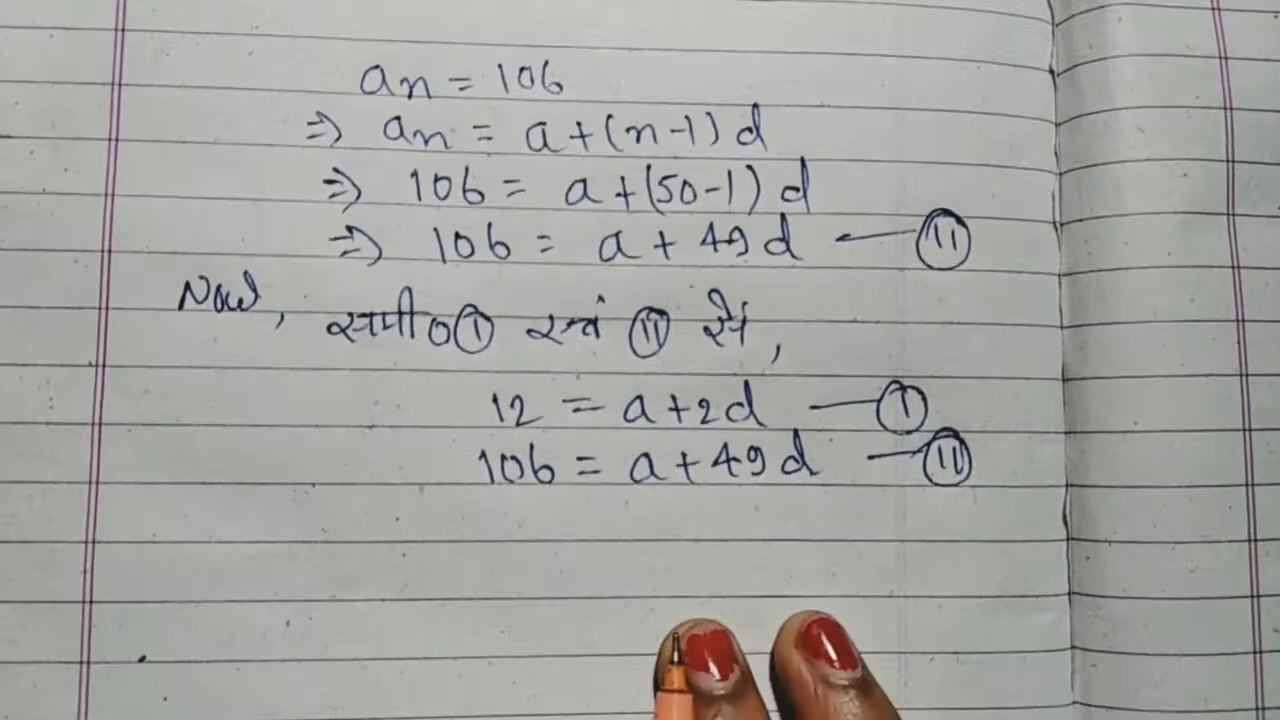 an = 106
⇒ an = a + (n-1) d
⇒ 106 = a + (50-1) d
⇒ 106 = a + 49 d — (II)
Now, समी० (I) एवं (II) से,
12 = a + 2d — (I)
106 = a + 49 d — (II)